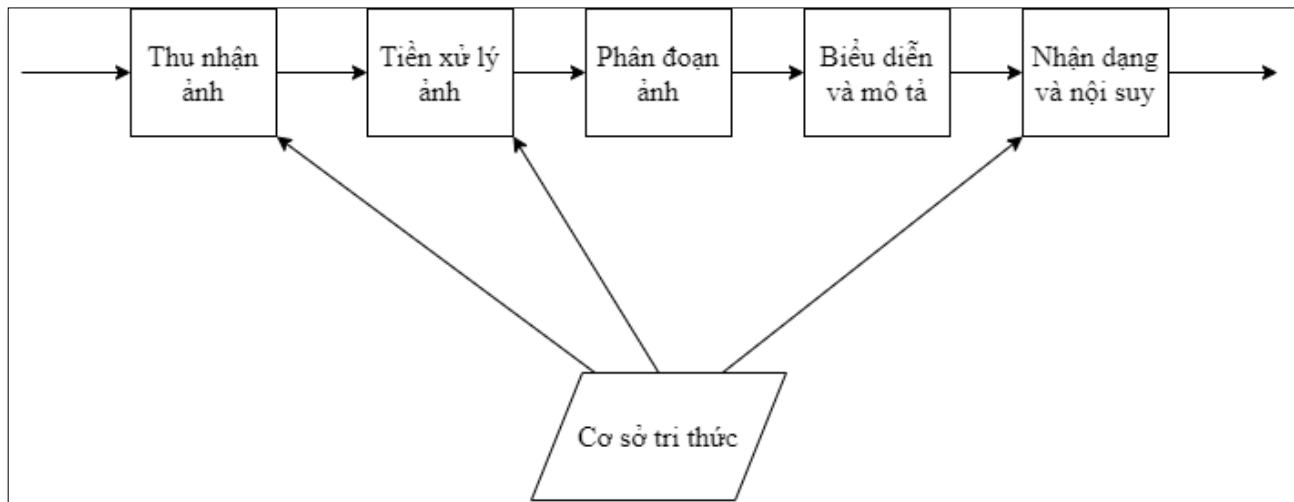 Thu nhận
ảnh
Tiền xử lý
ảnh
Phân đoạn
ảnh
Biểu diễn
và mô tả
Nhận dạng
và nội suy
Cơ sở tri thức